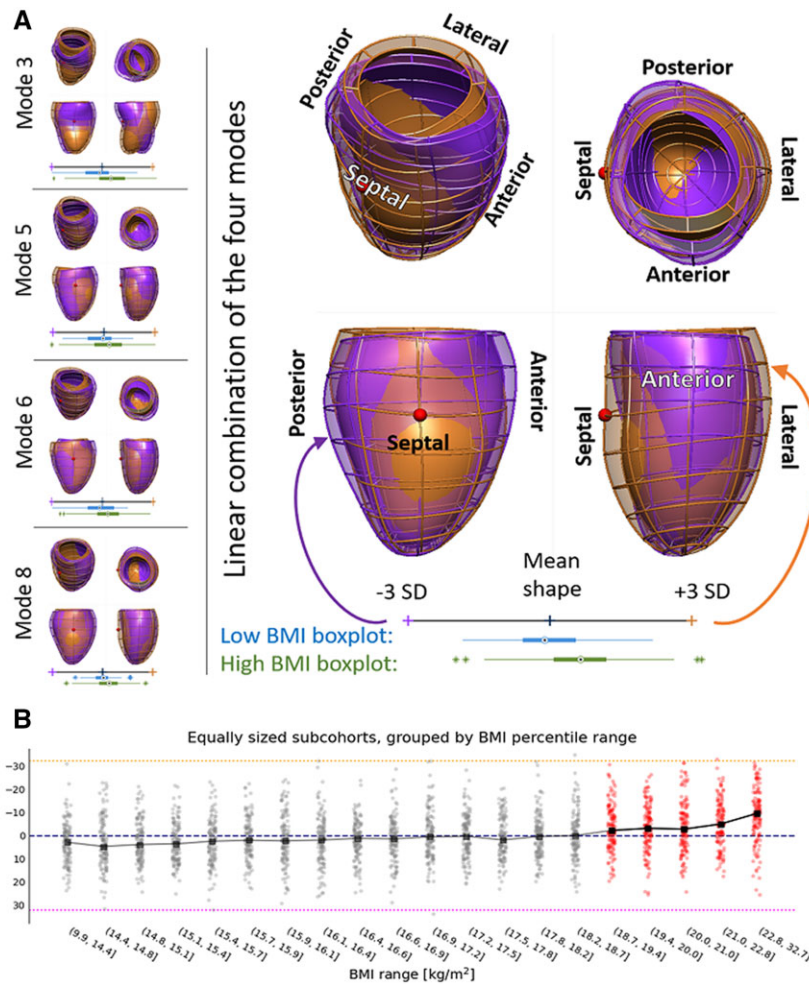 A
Mode 3
Mode 5
Mode 6
Mode 8
Linear combination of the four modes
Posterior
Lateral
Septal
Anterior
Posterior
Septal
Lateral
Anterior
Posterior
Septal
Anterior
Septal
Anterior
Lateral
-3 SD
Mean
shape
+3 SD
Low BMI boxplot:
High BMI boxplot:
B
Equally sized subcohorts, grouped by BMI percentile range
−30
−20
−10
0
10
20
30
(9.9, 14.4]
(14.4, 14.8]
(14.8, 15.1]
(15.1, 15.4]
(15.4, 15.7]
(15.7, 15.9]
(15.9, 16.1]
(16.1, 16.4]
(16.4, 16.6]
(16.6, 16.9]
(16.9, 17.2]
(17.2, 17.5]
(17.5, 17.8]
(17.8, 18.2]
(18.2, 18.7]
(18.7, 19.4]
(19.4, 20.0]
(20.0, 21.0]
(21.0, 22.8]
(22.8, 32.7]
BMI range [kg/m²]